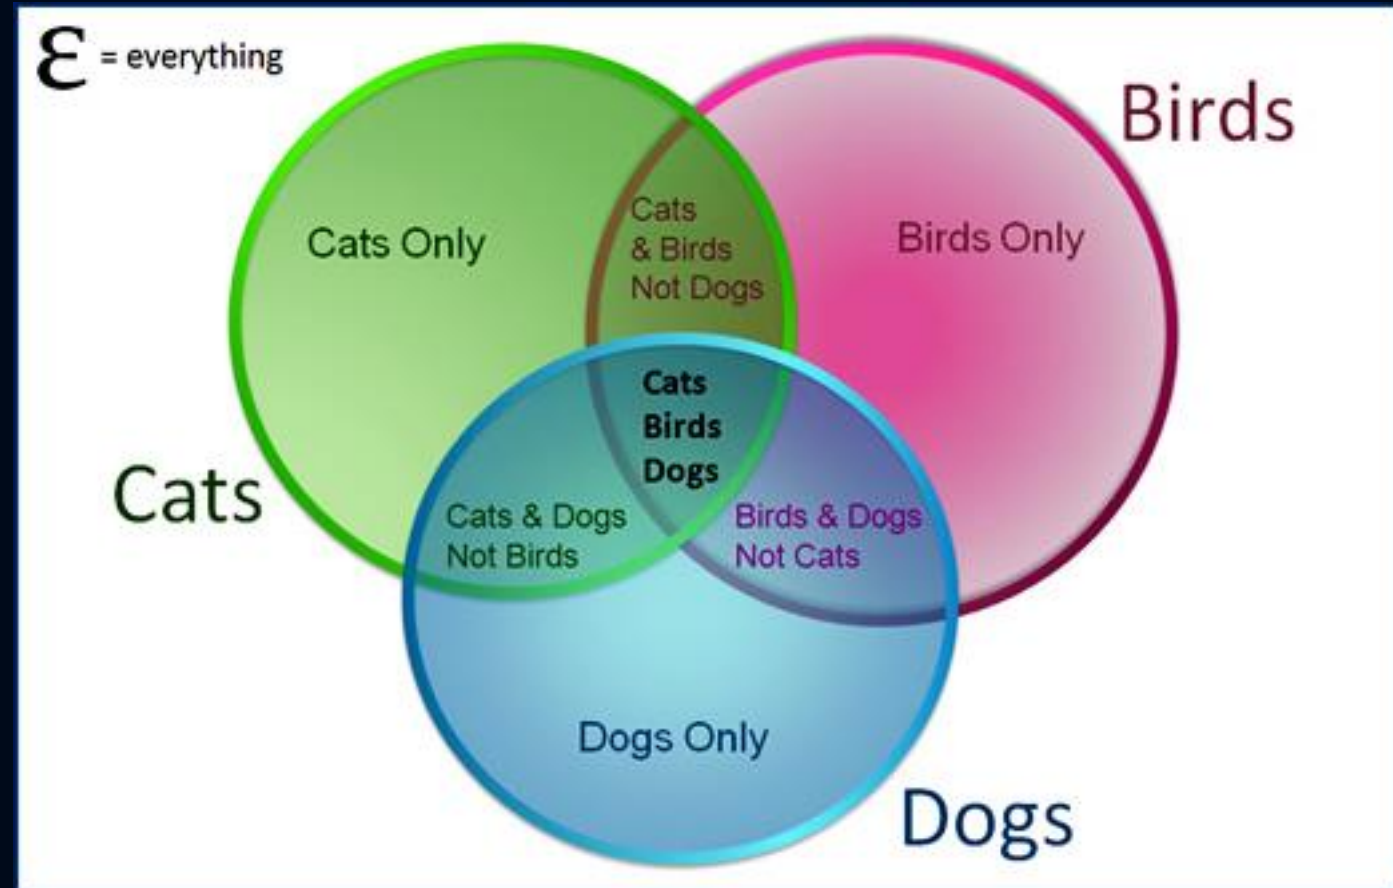 Ɛ = everything
Birds
Cats Only
Cats
& Birds
Not Dogs
Birds Only
Cats
Birds
Dogs
Cats
Cats & Dogs
Not Birds
Birds & Dogs
Not Cats
Dogs Only
Dogs